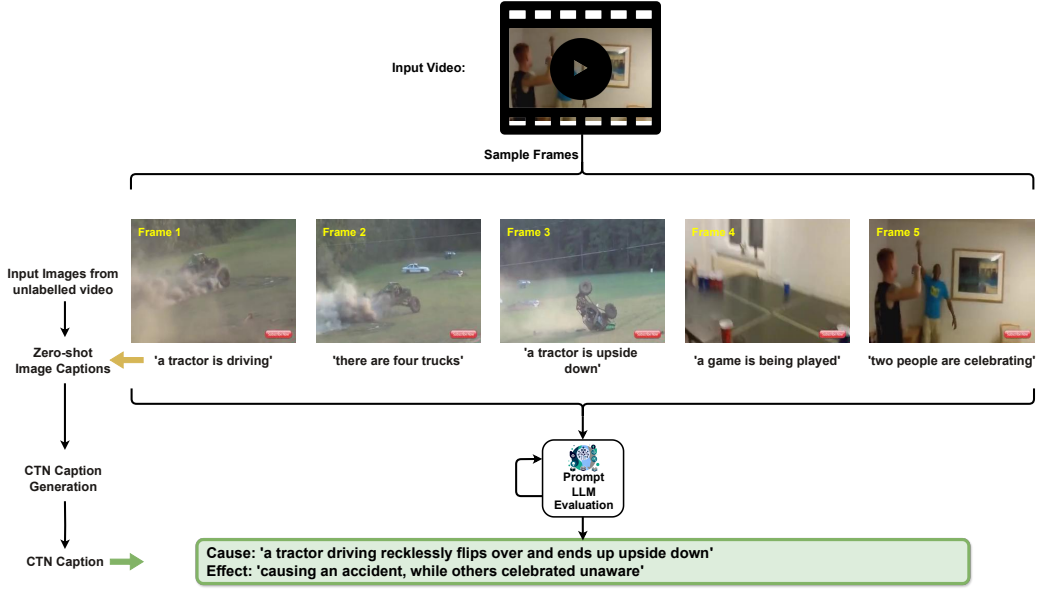 Input Video:
Sample Frames
Frame 1
Frame 2
Frame 3
Frame 4
Frame 5
Input Images from
unlabelled video
Zero-shot
Image Captions
'a tractor is driving'
'there are four trucks'
'a tractor is upside
down'
'a game is being played'
'two people are celebrating'
CTN Caption
Generation
Prompt
LLM
Evaluation
CTN Caption
Cause: 'a tractor driving recklessly flips over and ends up upside down'
Effect: 'causing an accident, while others celebrated unaware'